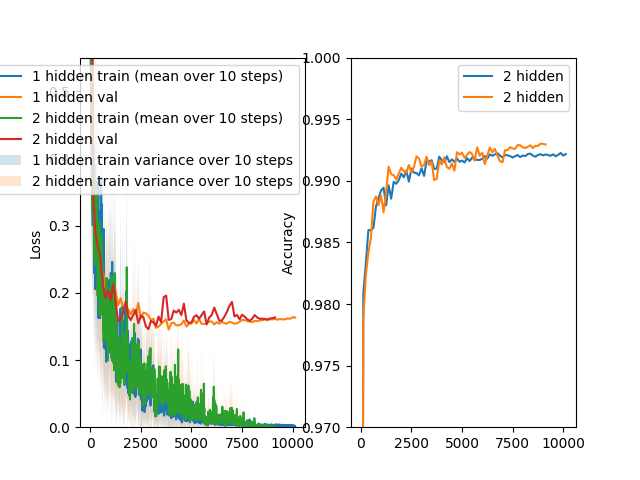 1 hidden train (mean over 10 steps)
1 hidden val
2 hidden train (mean over 10 steps)
2 hidden val
1 hidden train variance over 10 steps
2 hidden train variance over 10 steps
0.5
0.3
0.2
0.1
0.0
Loss
0 2500 5000 7500 10000
2 hidden
2 hidden
1.000
0.995
0.990
0.985
0.980
0.975
0.970
Accuracy
0 2500 5000 7500 10000